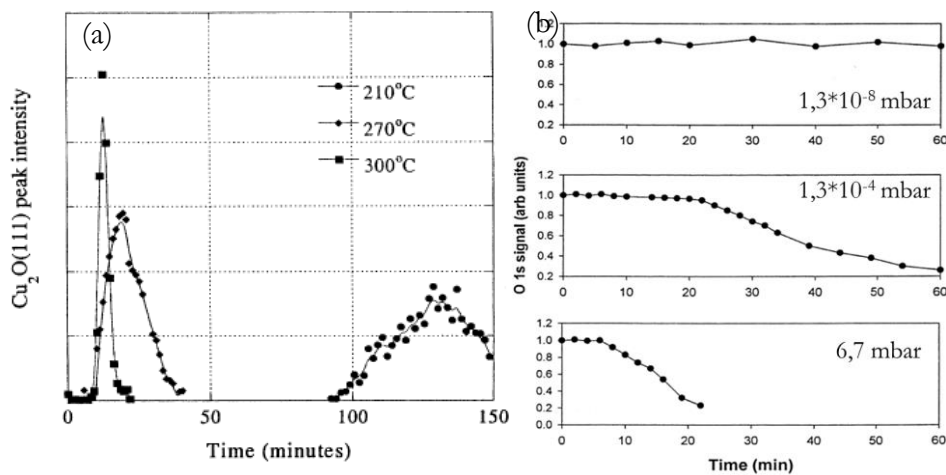 (a)
210°C
270°C
300°C
Cu₂O(111) peak intensity
0 50 100 150
Time (minutes)
(b)
1.2
1.0
0.8
0.6
0.4
0.2
0 10 20 30 40 50 60
1,3*10⁻⁸ mbar
O 1s signal (arb units)
1.2
1.0
0.8
0.6
0.4
0.2
0 10 20 30 40 50 60
1,3*10⁻⁴ mbar
1.2
1.0
0.8
0.6
0.4
0.2
0.0
0 10 20 30 40 50 60
6,7 mbar
Time (min)